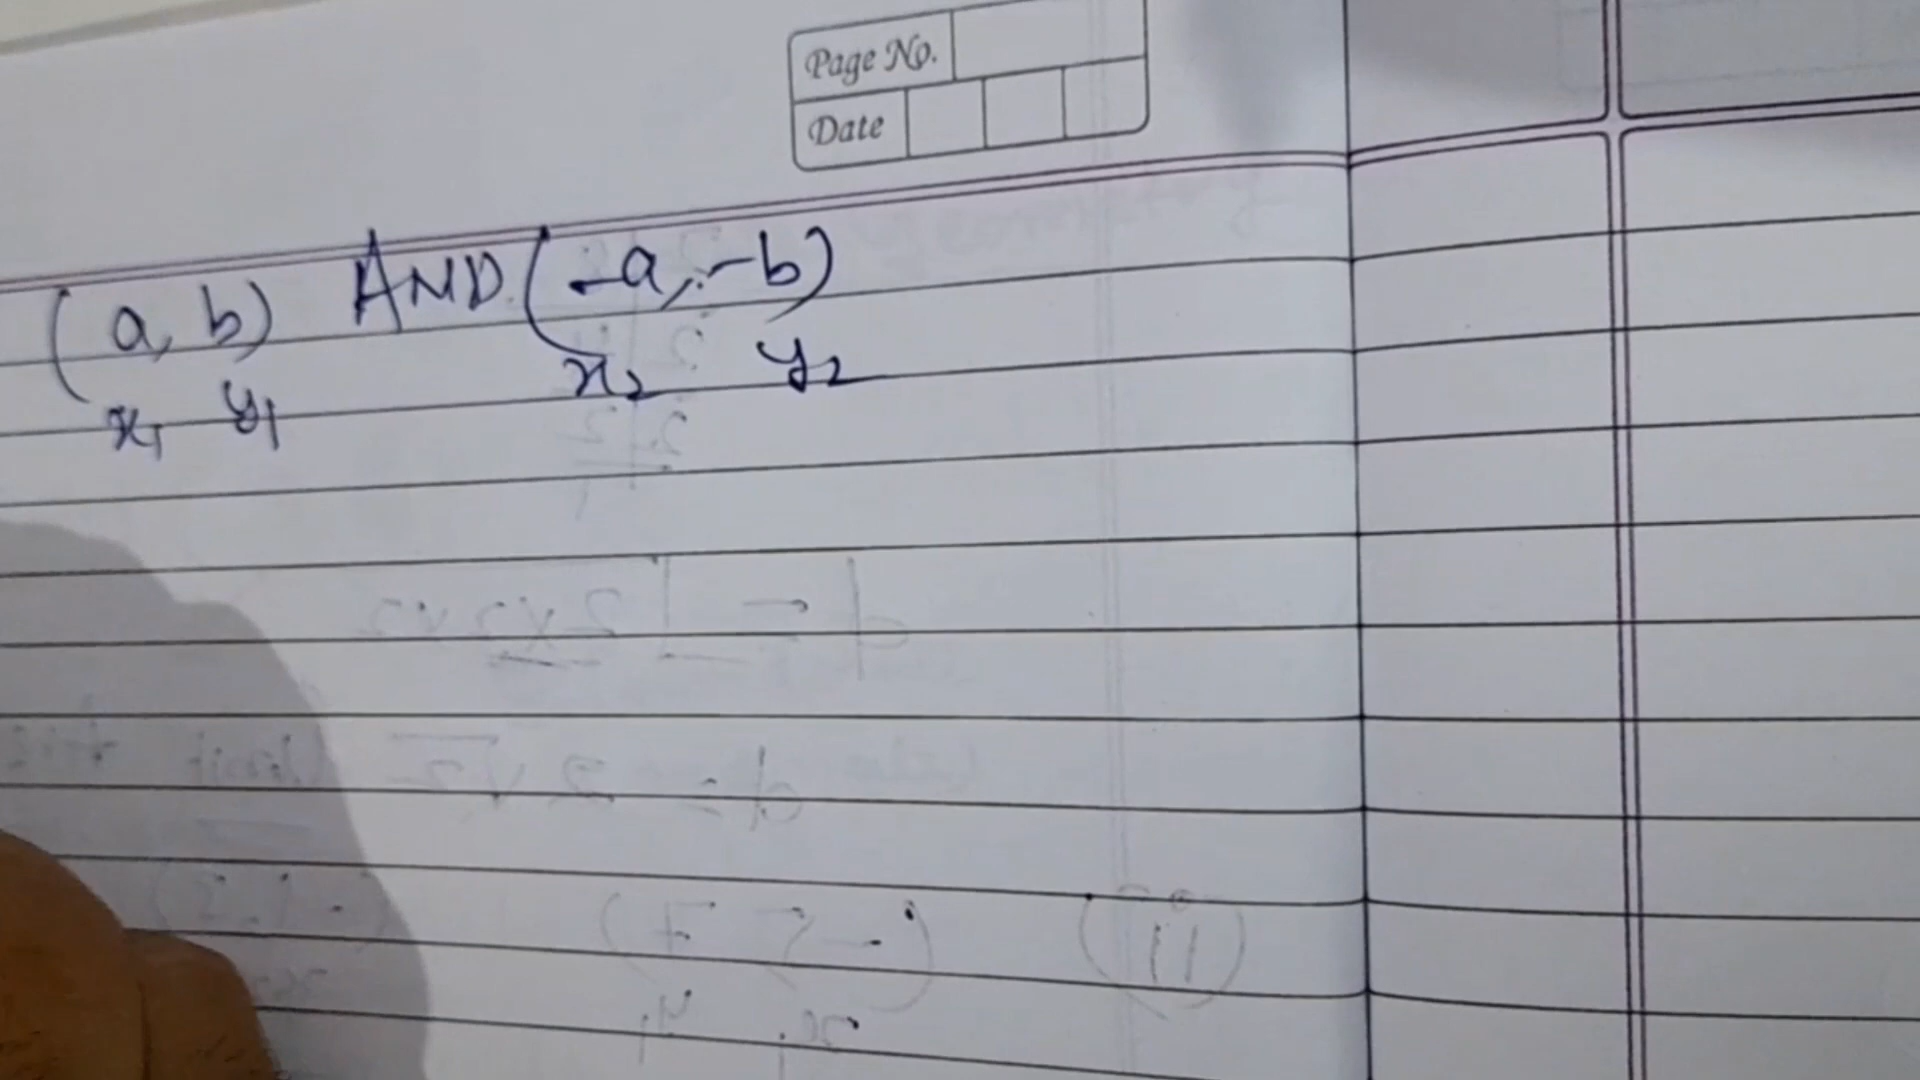 Page No.
Date
(a, b) AND (-a, -b)
x1 y1 x2 y2